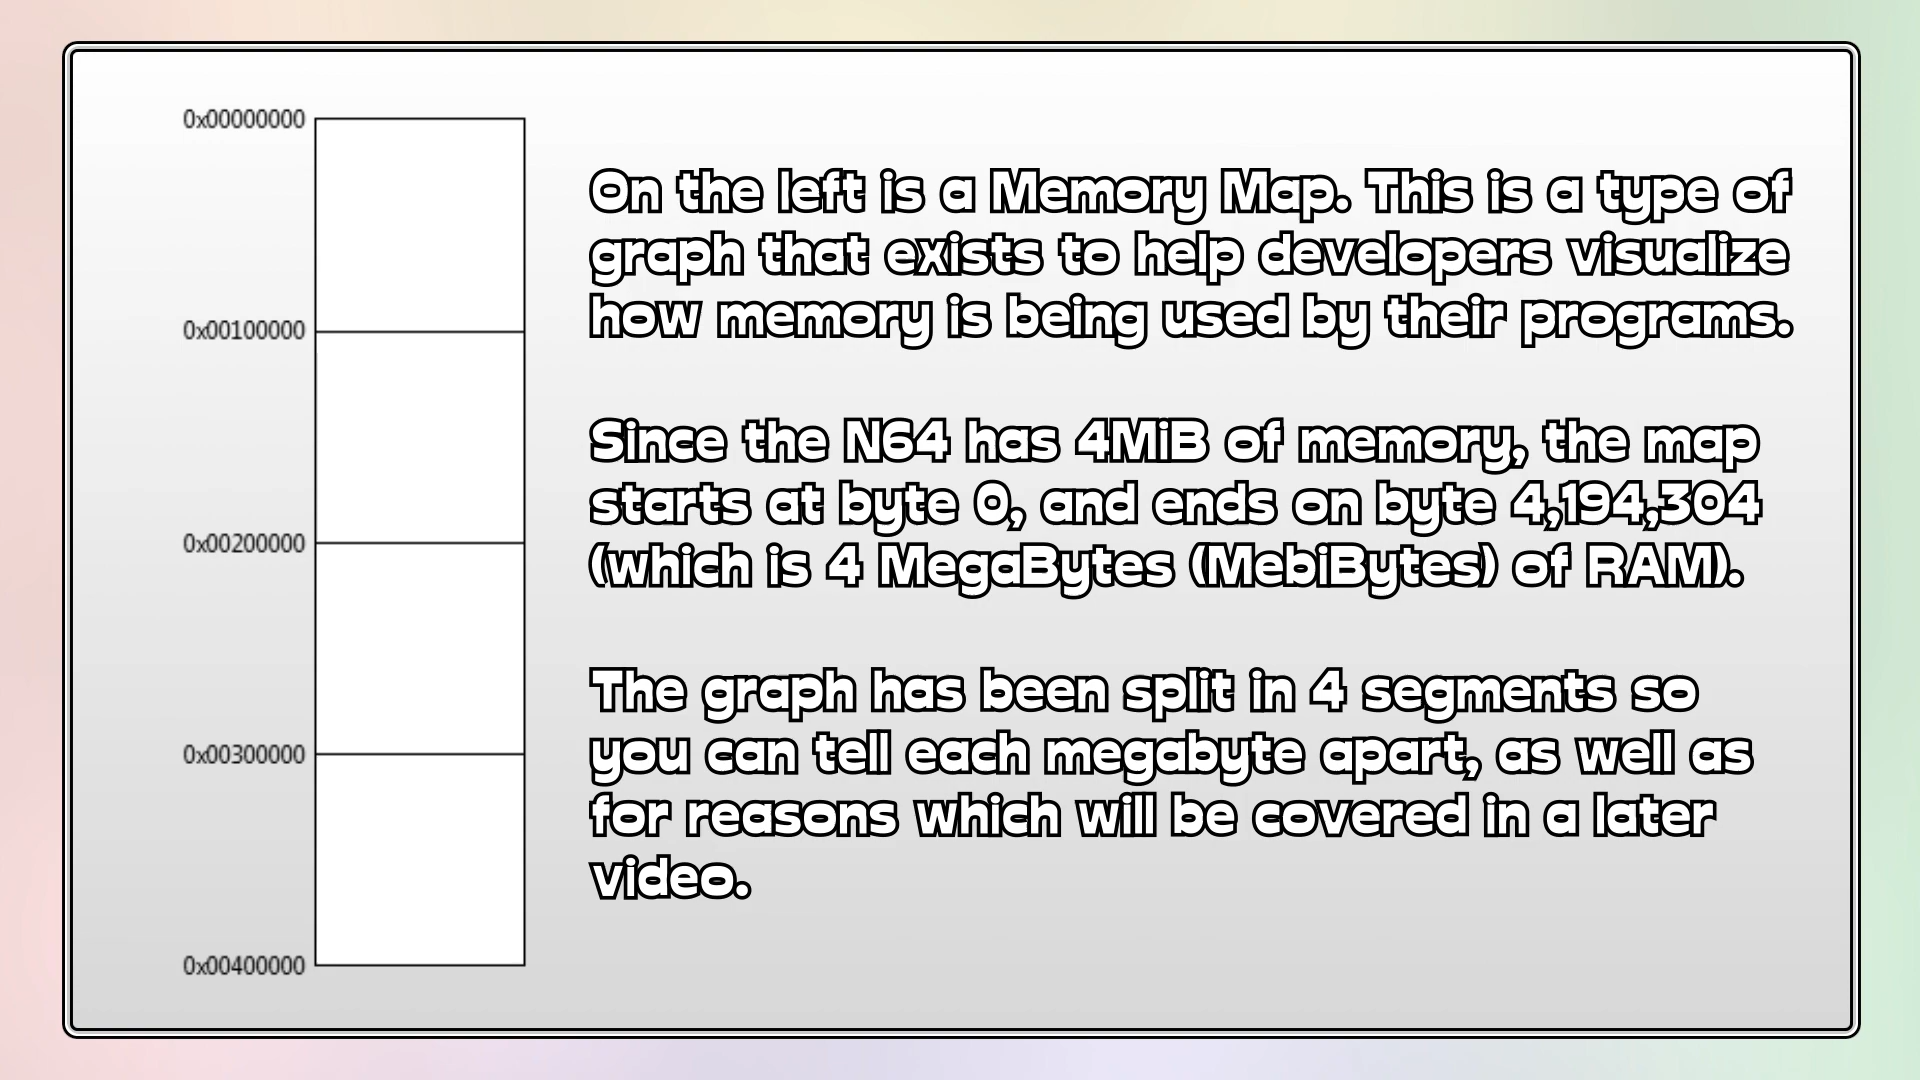 0x00000000
0x00100000
0x00200000
0x00300000
0x00400000
On the left is a Memory Map. This is a type of
graph that exists to help developers visualize
how memory is being used by their programs.
Since the N64 has 4MiB of memory, the map
starts at byte 0, and ends on byte 4,194,304
(which is 4 MegaBytes (MebiBytes) of RAM).
The graph has been split in 4 segments so
you can tell each megabyte apart, as well as
for reasons which will be covered in a later
video.